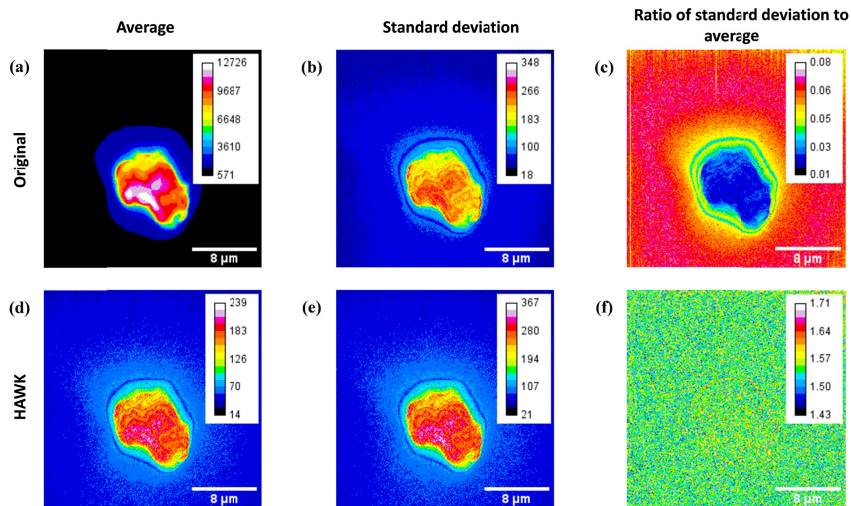 Average
Standard deviation
Ratio of standard deviation to
average
Original
(a)
12726
9687
6648
3610
571
8 µm
(b)
348
266
183
100
18
8 µm
(c)
0.08
0.06
0.04
0.03
0.01
8 µm
HAWK
(d)
239
183
126
70
14
8 µm
(e)
367
280
194
107
21
8 µm
(f)
1.71
1.64
1.57
1.50
1.43
8 µm